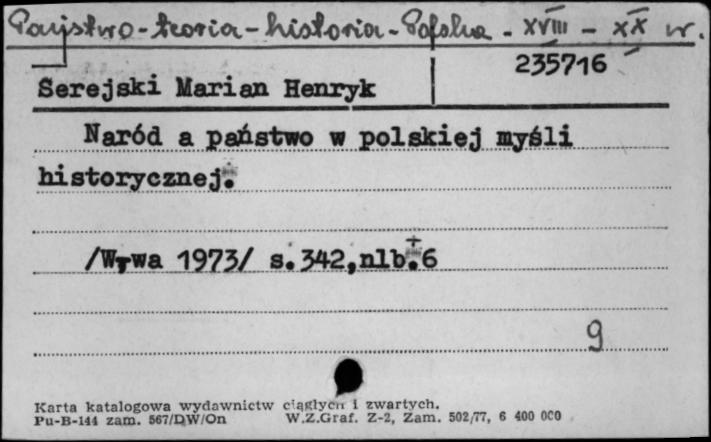 Państwo - teoria - historia - Polska - XVIII - XX w.
235716
Serejski Marian Henryk
Naród a państwo w polskiej myśli
historycznej.
/W-wa 1973/ s.342,nlb.6
9
Karta katalogowa wydawnictw ciągłych i zwartych.
Pu-B-144 zam. 567/DW/On W.Z.Graf. Z-2, Zam. 502/77, 6 400 000